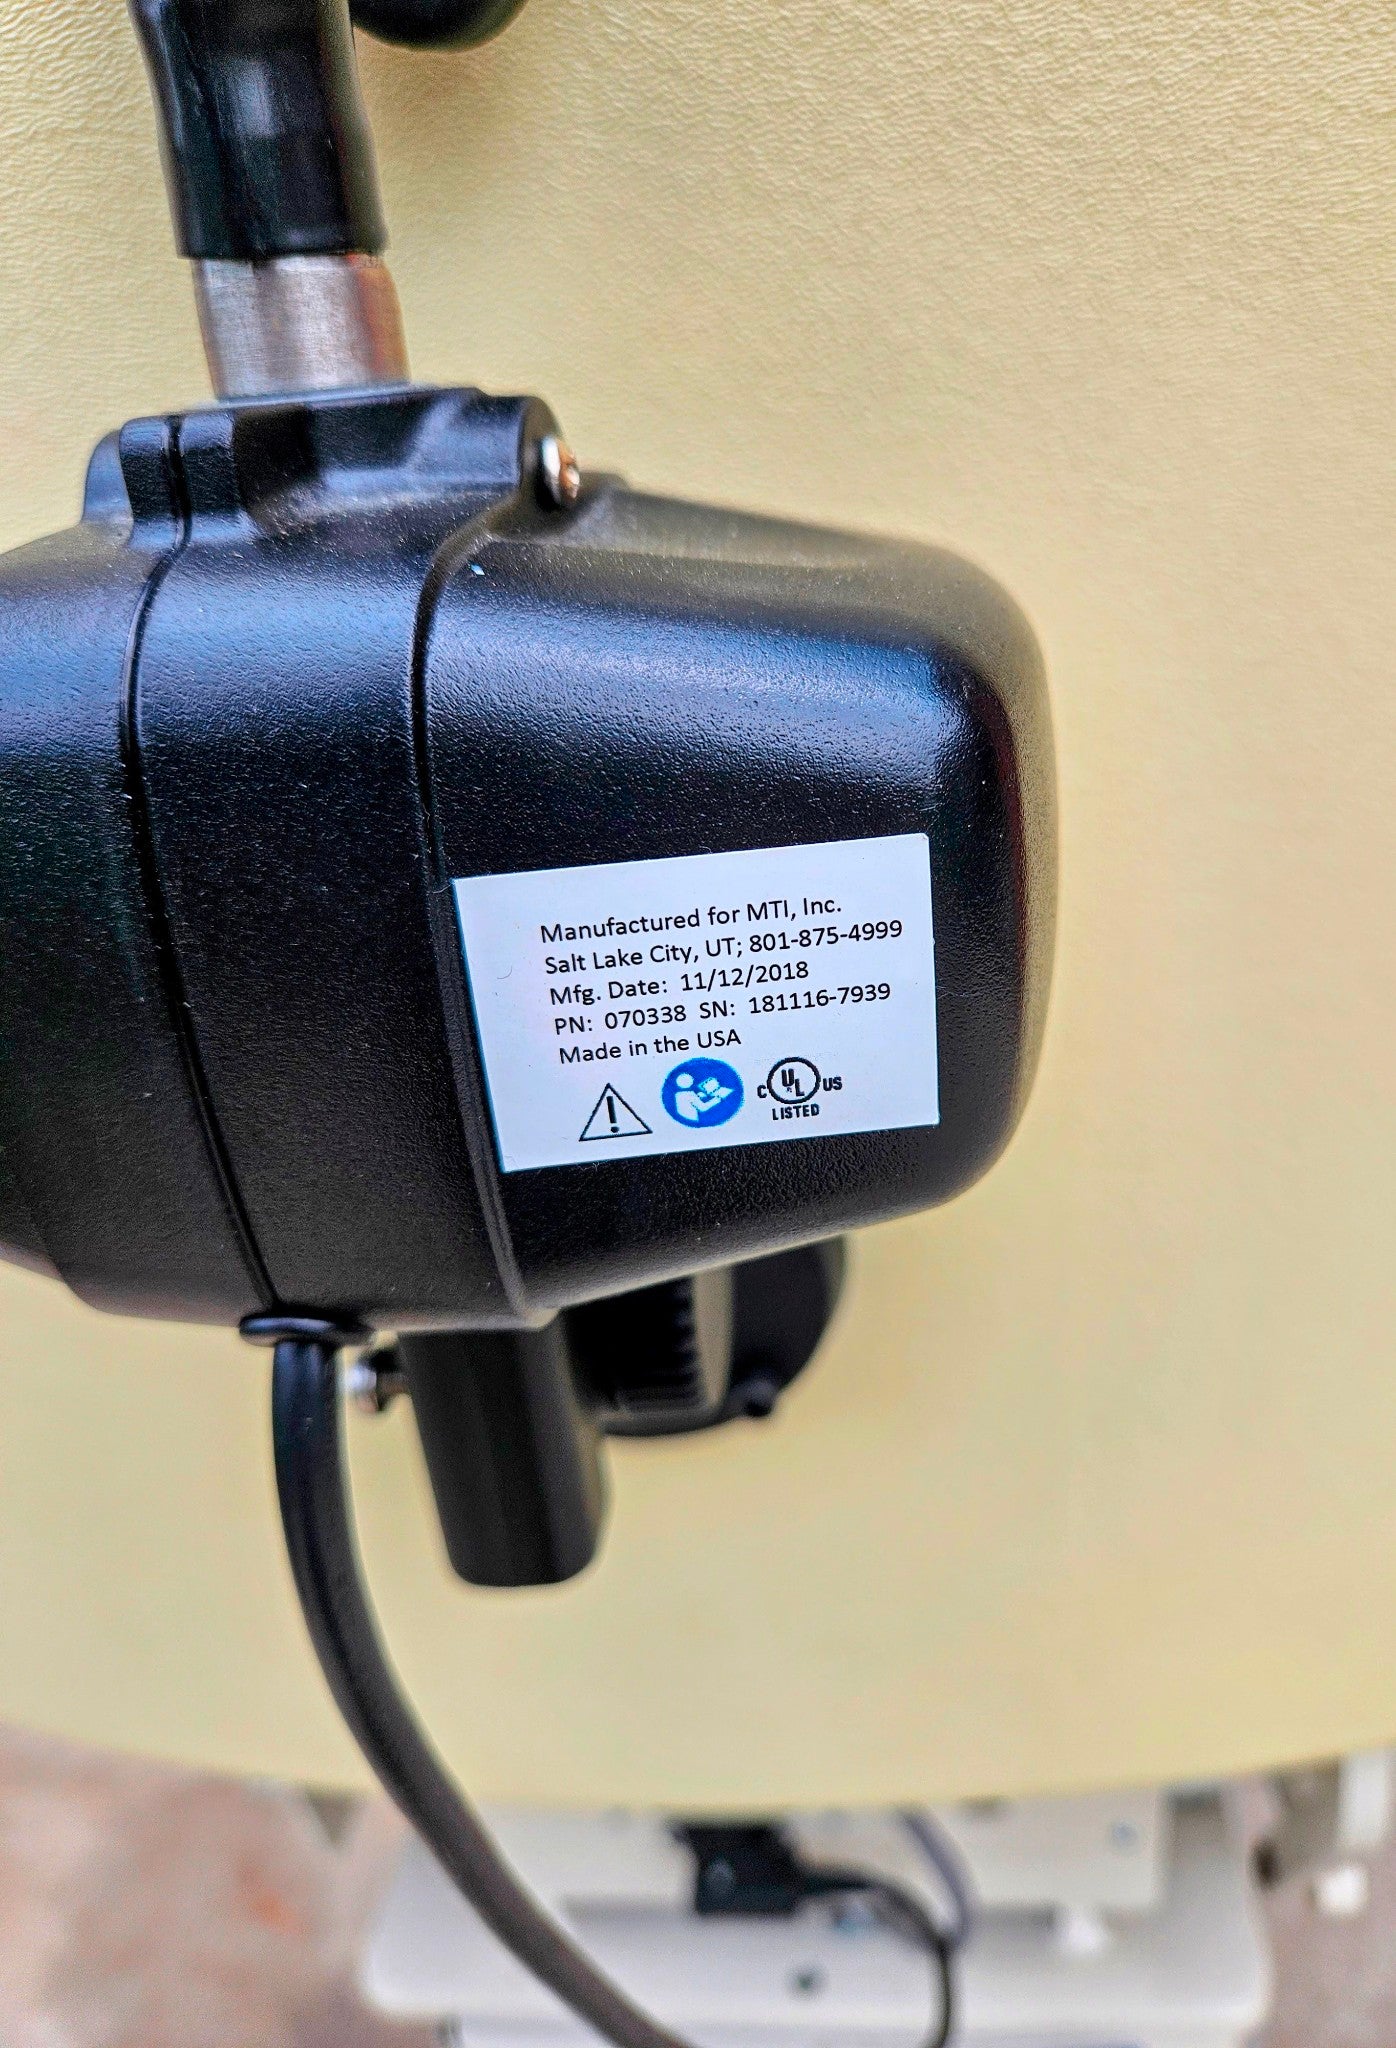 Manufactured for MTI, Inc.
Salt Lake City, UT; 801-875-4999
Mfg. Date: 11/12/2018
PN: 070338 SN: 181116-7939
Made in the USA
C UL US
LISTED